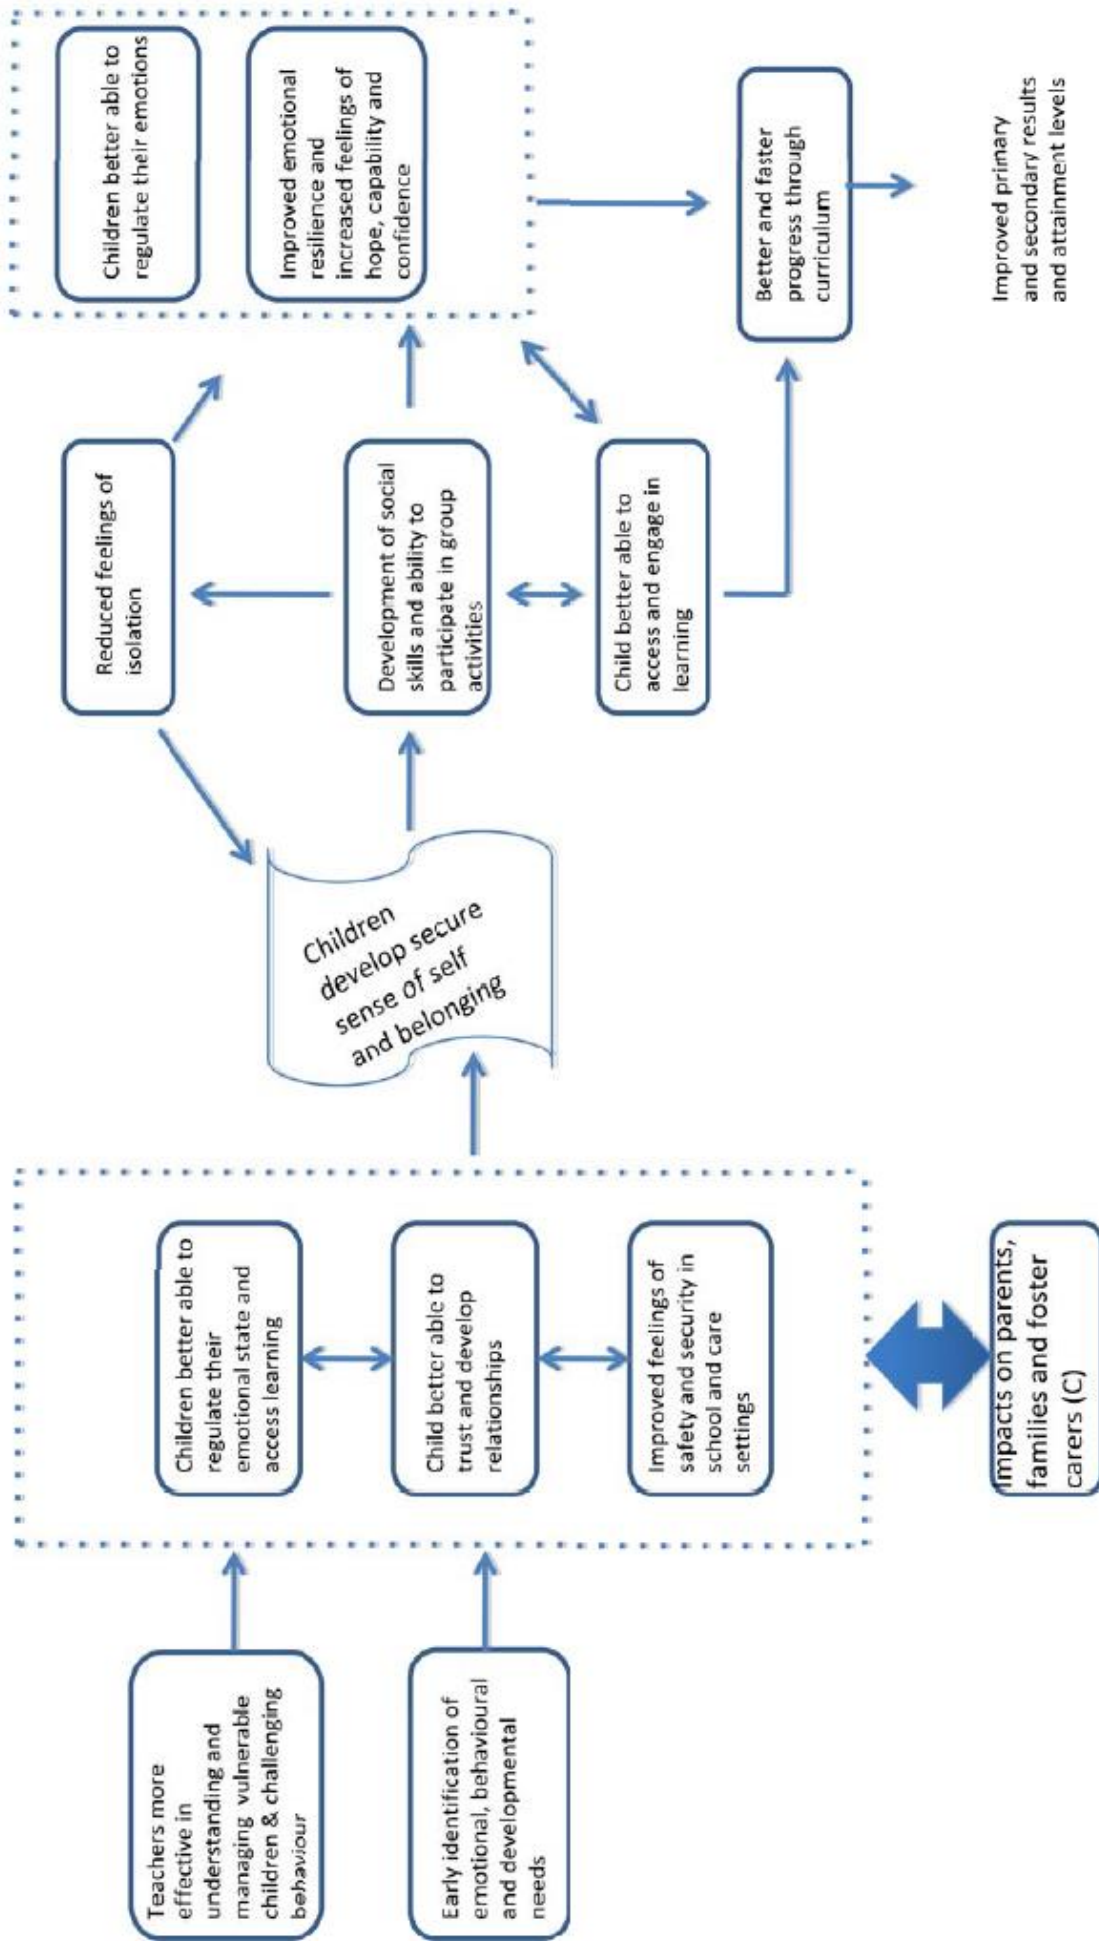 Teachers more
effective in
understanding and
managing vulnerable
children & challenging
behaviour
Early identification of
emotional, behavioural
and developmental
needs
Children better able to
regulate their
emotional state and
access learning
Child better able to
trust and develop
relationships
Improved feelings of
safety and security in
school and care
settings
Impacts on parents,
families and foster
carers (C)
Children
develop secure
sense of self
and belonging
Reduced feelings of
isolation
Development of social
skills and ability to
participate in group
activities
Child better able to
access and engage in
learning
Children better able to
regulate their emotions
Improved emotional
resilience and
increased feelings of
hope, capability and
confidence
Better and faster
progress through
curriculum
Improved primary
and secondary results
and attainment levels